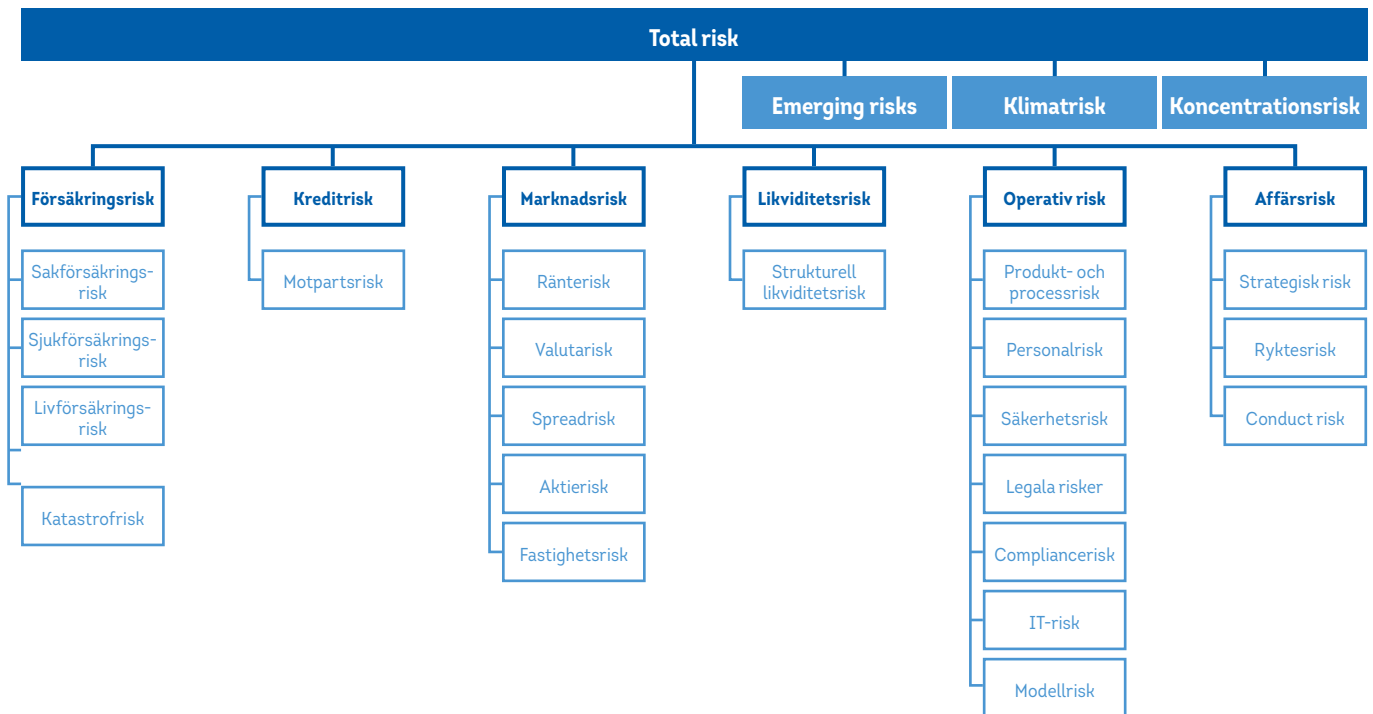 Total risk
Emerging risks
Klimatrisk
Koncentrationsrisk
Försäkringsrisk
Kreditrisk
Marknadsrisk
Likviditetsrisk
Operativ risk
Affärsrisk
Sakförsäkrings-
risk
Sjukförsäkrings-
risk
Livförsäkrings-
risk
Katastrofrisk
Motpartsrisk
Ränterisk
Valutarisk
Spreadrisk
Aktierisk
Fastighetsrisk
Strukturell
likviditetsrisk
Produkt- och
processrisk
Personalrisk
Säkerhetsrisk
Legala risker
Compliancerisk
IT-risk
Modellrisk
Strategisk risk
Ryktesrisk
Conduct risk